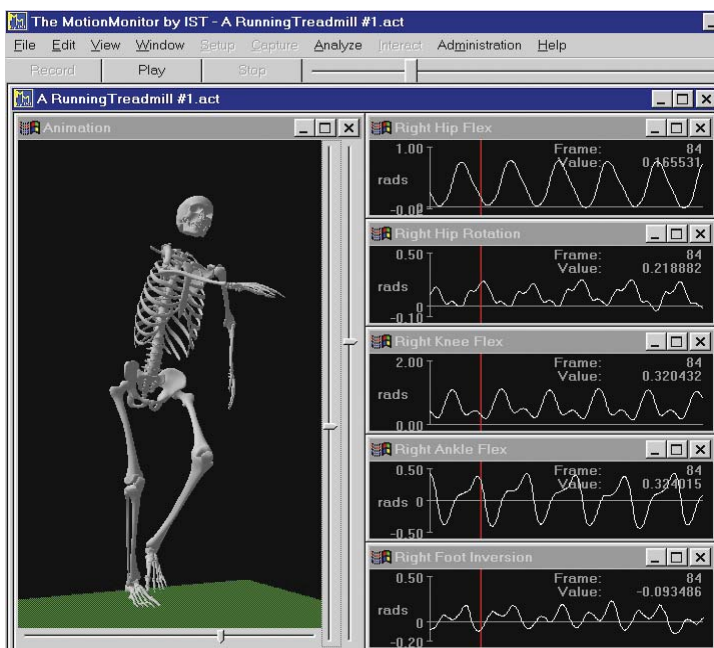 The MotionMonitor by IST - A RunningTreadmill #1.act
File Edit View Window Setup Capture Analyze Interact Administration Help
Record Play Stop
A RunningTreadmill #1.act
Animation
Right Hip Flex
1.00
rads
-0.00
Frame: 84
Value: 0.165531
Right Hip Rotation
0.50
rads
0
-0.10
Frame: 84
Value: 0.218882
Right Knee Flex
2.00
rads
0.00
Frame: 84
Value: 0.320432
Right Ankle Flex
0.50
rads 0
-0.50
Frame: 84
Value: 0.324015
Right Foot Inversion
0.50
rads
0
-0.20
Frame: 84
Value: -0.093486